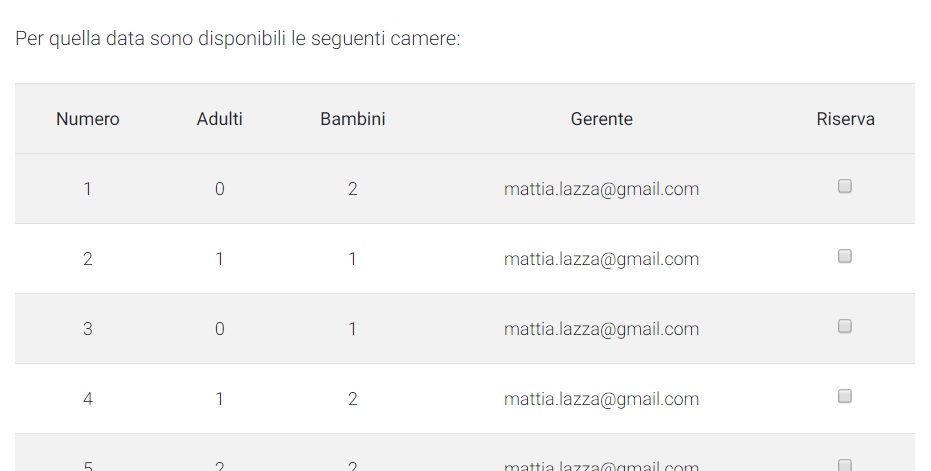 Per quella data sono disponibili le seguenti camere:
Numero Adulti Bambini Gerente Riserva
1 0 2 mattia.lazza@gmail.com
2 1 1 mattia.lazza@gmail.com
3 0 1 mattia.lazza@gmail.com
4 1 2 mattia.lazza@gmail.com
5 2 2 mattia.lazza@gmail.com